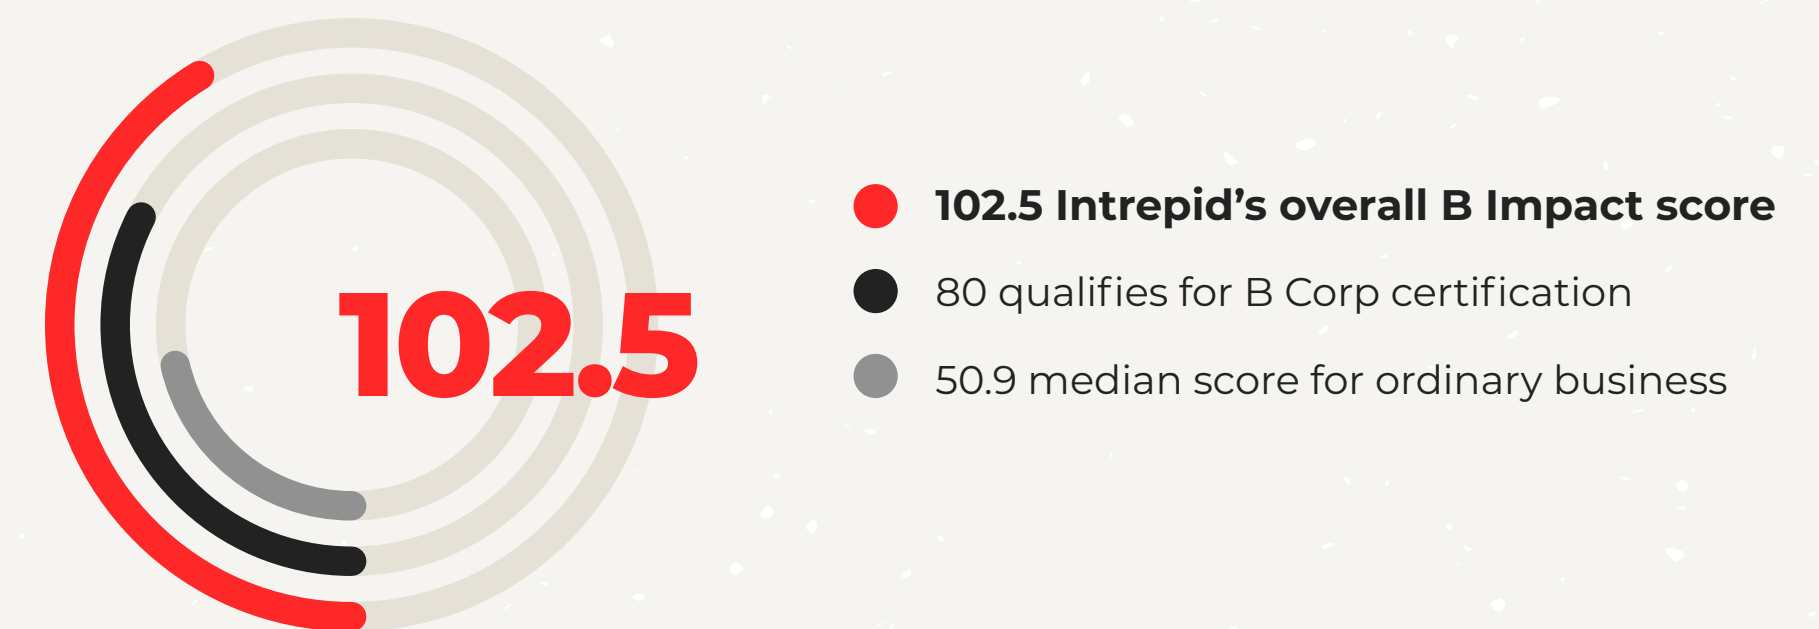 102.5
102.5 Intrepid’s overall B Impact score
80 qualifies for B Corp certification
50.9 median score for ordinary business